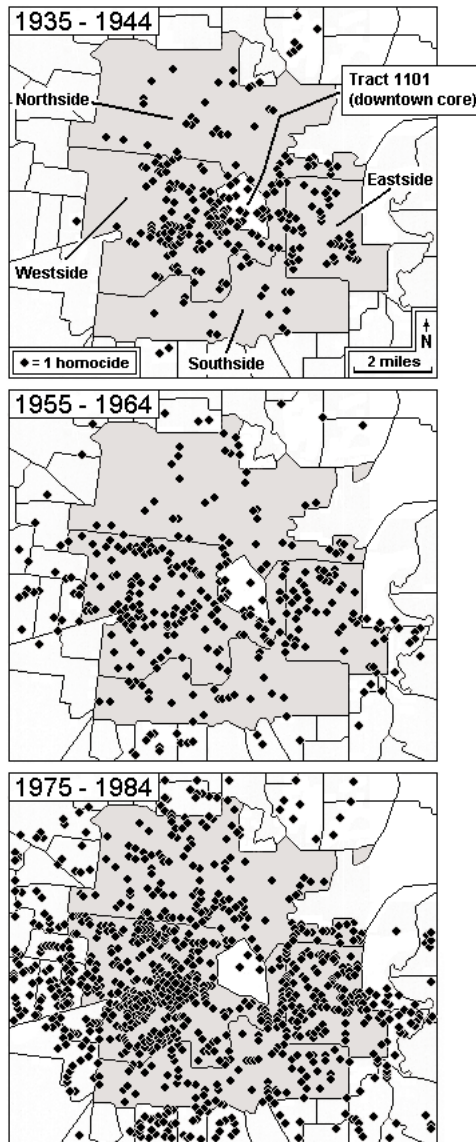 1935 - 1944
Northside
Tract 1101
(downtown core)
Eastside
Westside
Southside
= 1 homocide
N
2 miles
1955 - 1964
1975 - 1984